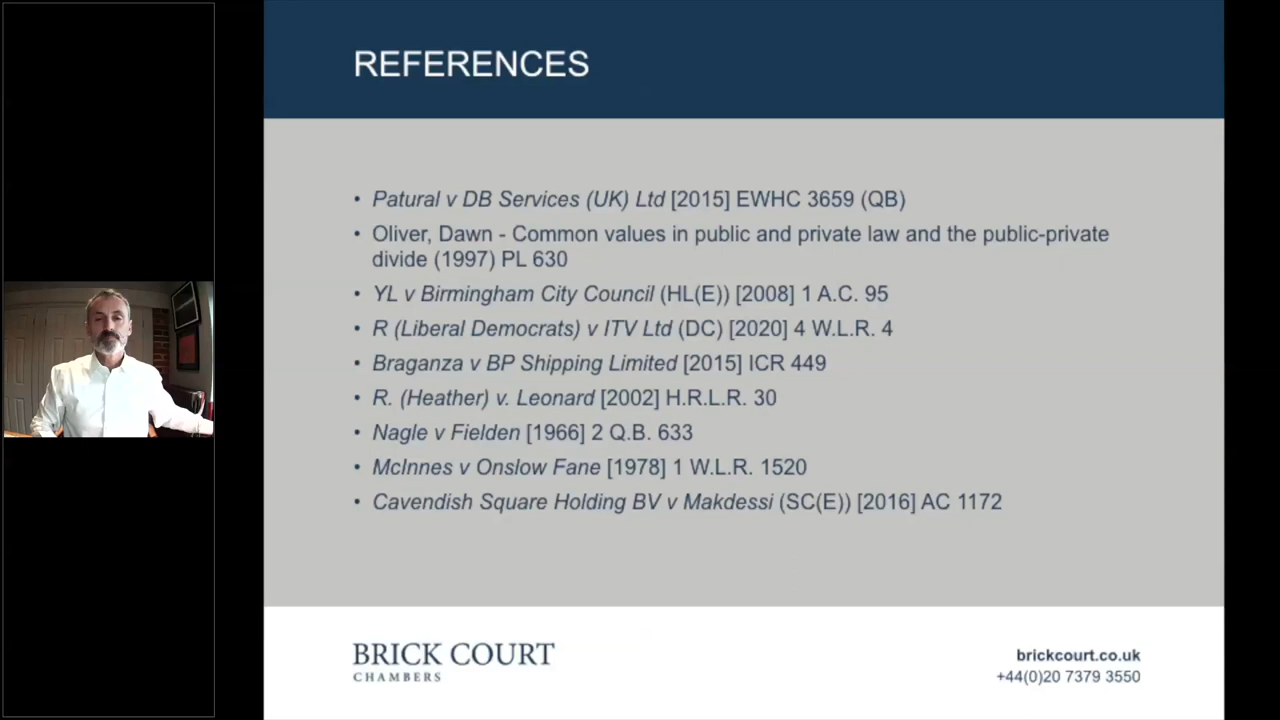 REFERENCES
• Patural v DB Services (UK) Ltd [2015] EWHC 3659 (QB)
• Oliver, Dawn - Common values in public and private law and the public-private
divide (1997) PL 630
• YL v Birmingham City Council (HL(E)) [2008] 1 A.C. 95
• R (Liberal Democrats) v ITV Ltd (DC) [2020] 4 W.L.R. 4
• Braganza v BP Shipping Limited [2015] ICR 449
• R. (Heather) v. Leonard [2002] H.R.L.R. 30
• Nagle v Fielden [1966] 2 Q.B. 633
• McInnes v Onslow Fane [1978] 1 W.L.R. 1520
• Cavendish Square Holding BV v Makdessi (SC(E)) [2016] AC 1172
BRICK COURT
CHAMBERS
brickcourt.co.uk
+44(0)20 7379 3550